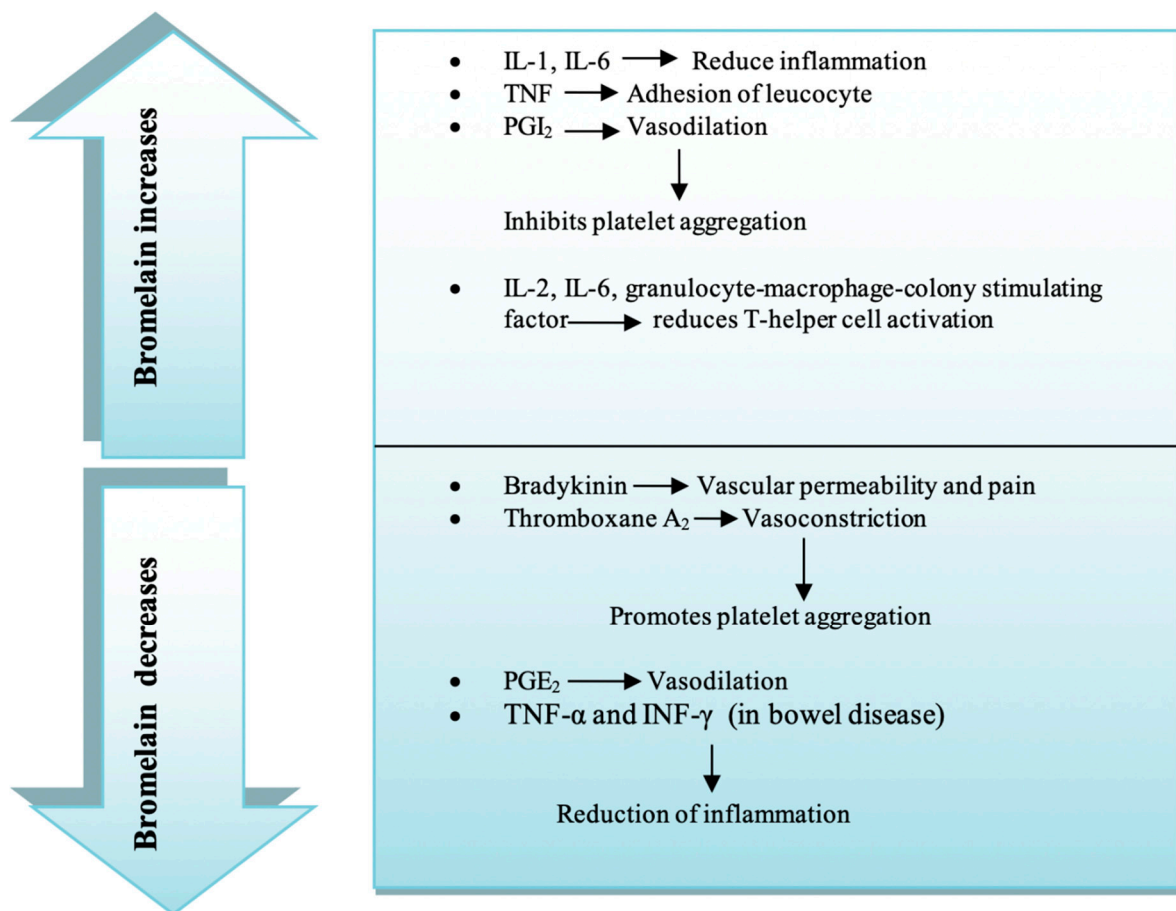 Bromelain increases
• IL-1, IL-6 → Reduce inflammation
• TNF → Adhesion of leucocyte
• PGI₂ → Vasodilation
Inhibits platelet aggregation
• IL-2, IL-6, granulocyte-macrophage-colony stimulating
factor → reduces T-helper cell activation
Bromelain decreases
• Bradykinin → Vascular permeability and pain
• Thromboxane A₂ → Vasoconstriction
Promotes platelet aggregation
• PGE₂ → Vasodilation
• TNF-α and INF-γ (in bowel disease)
Reduction of inflammation